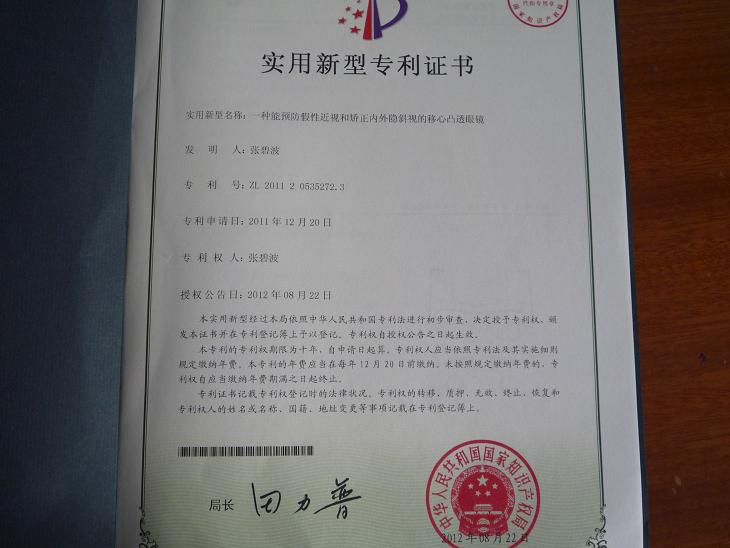 代拍专用章
国家知识产权局
实用新型专利证书
实用新型名称：一种能预防假性近视和矫正内外隐斜视的移心凸透眼镜
发 明 人：张碧波
专 利 号：ZL 2011 2 0535272.3
专利申请日：2011年12月20日
专 利 权 人：张碧波
授权公告日：2012年08月22日
本实用新型经过本局依照中华人民共和国专利法进行初步审查，决定授予专利权，颁
发本证书并在专利登记簿上予以登记。专利权自授权公告之日起生效。
本专利的专利权期限为十年，自申请日起算。专利权人应当依照专利法及其实施细则
规定缴纳年费。本专利的年费应当在每年12月20日前缴纳。未按照规定缴纳年费的，专
利权自应当缴纳年费期满之日起终止。
专利证书记载专利权登记时的法律状况。专利权的转移、质押、无效、终止、恢复和
专利权人的姓名或名称、国籍、地址变更等事项记载在专利登记簿上。
局长 田力普
中华人民共和国国家知识产权局
2012年08月22日